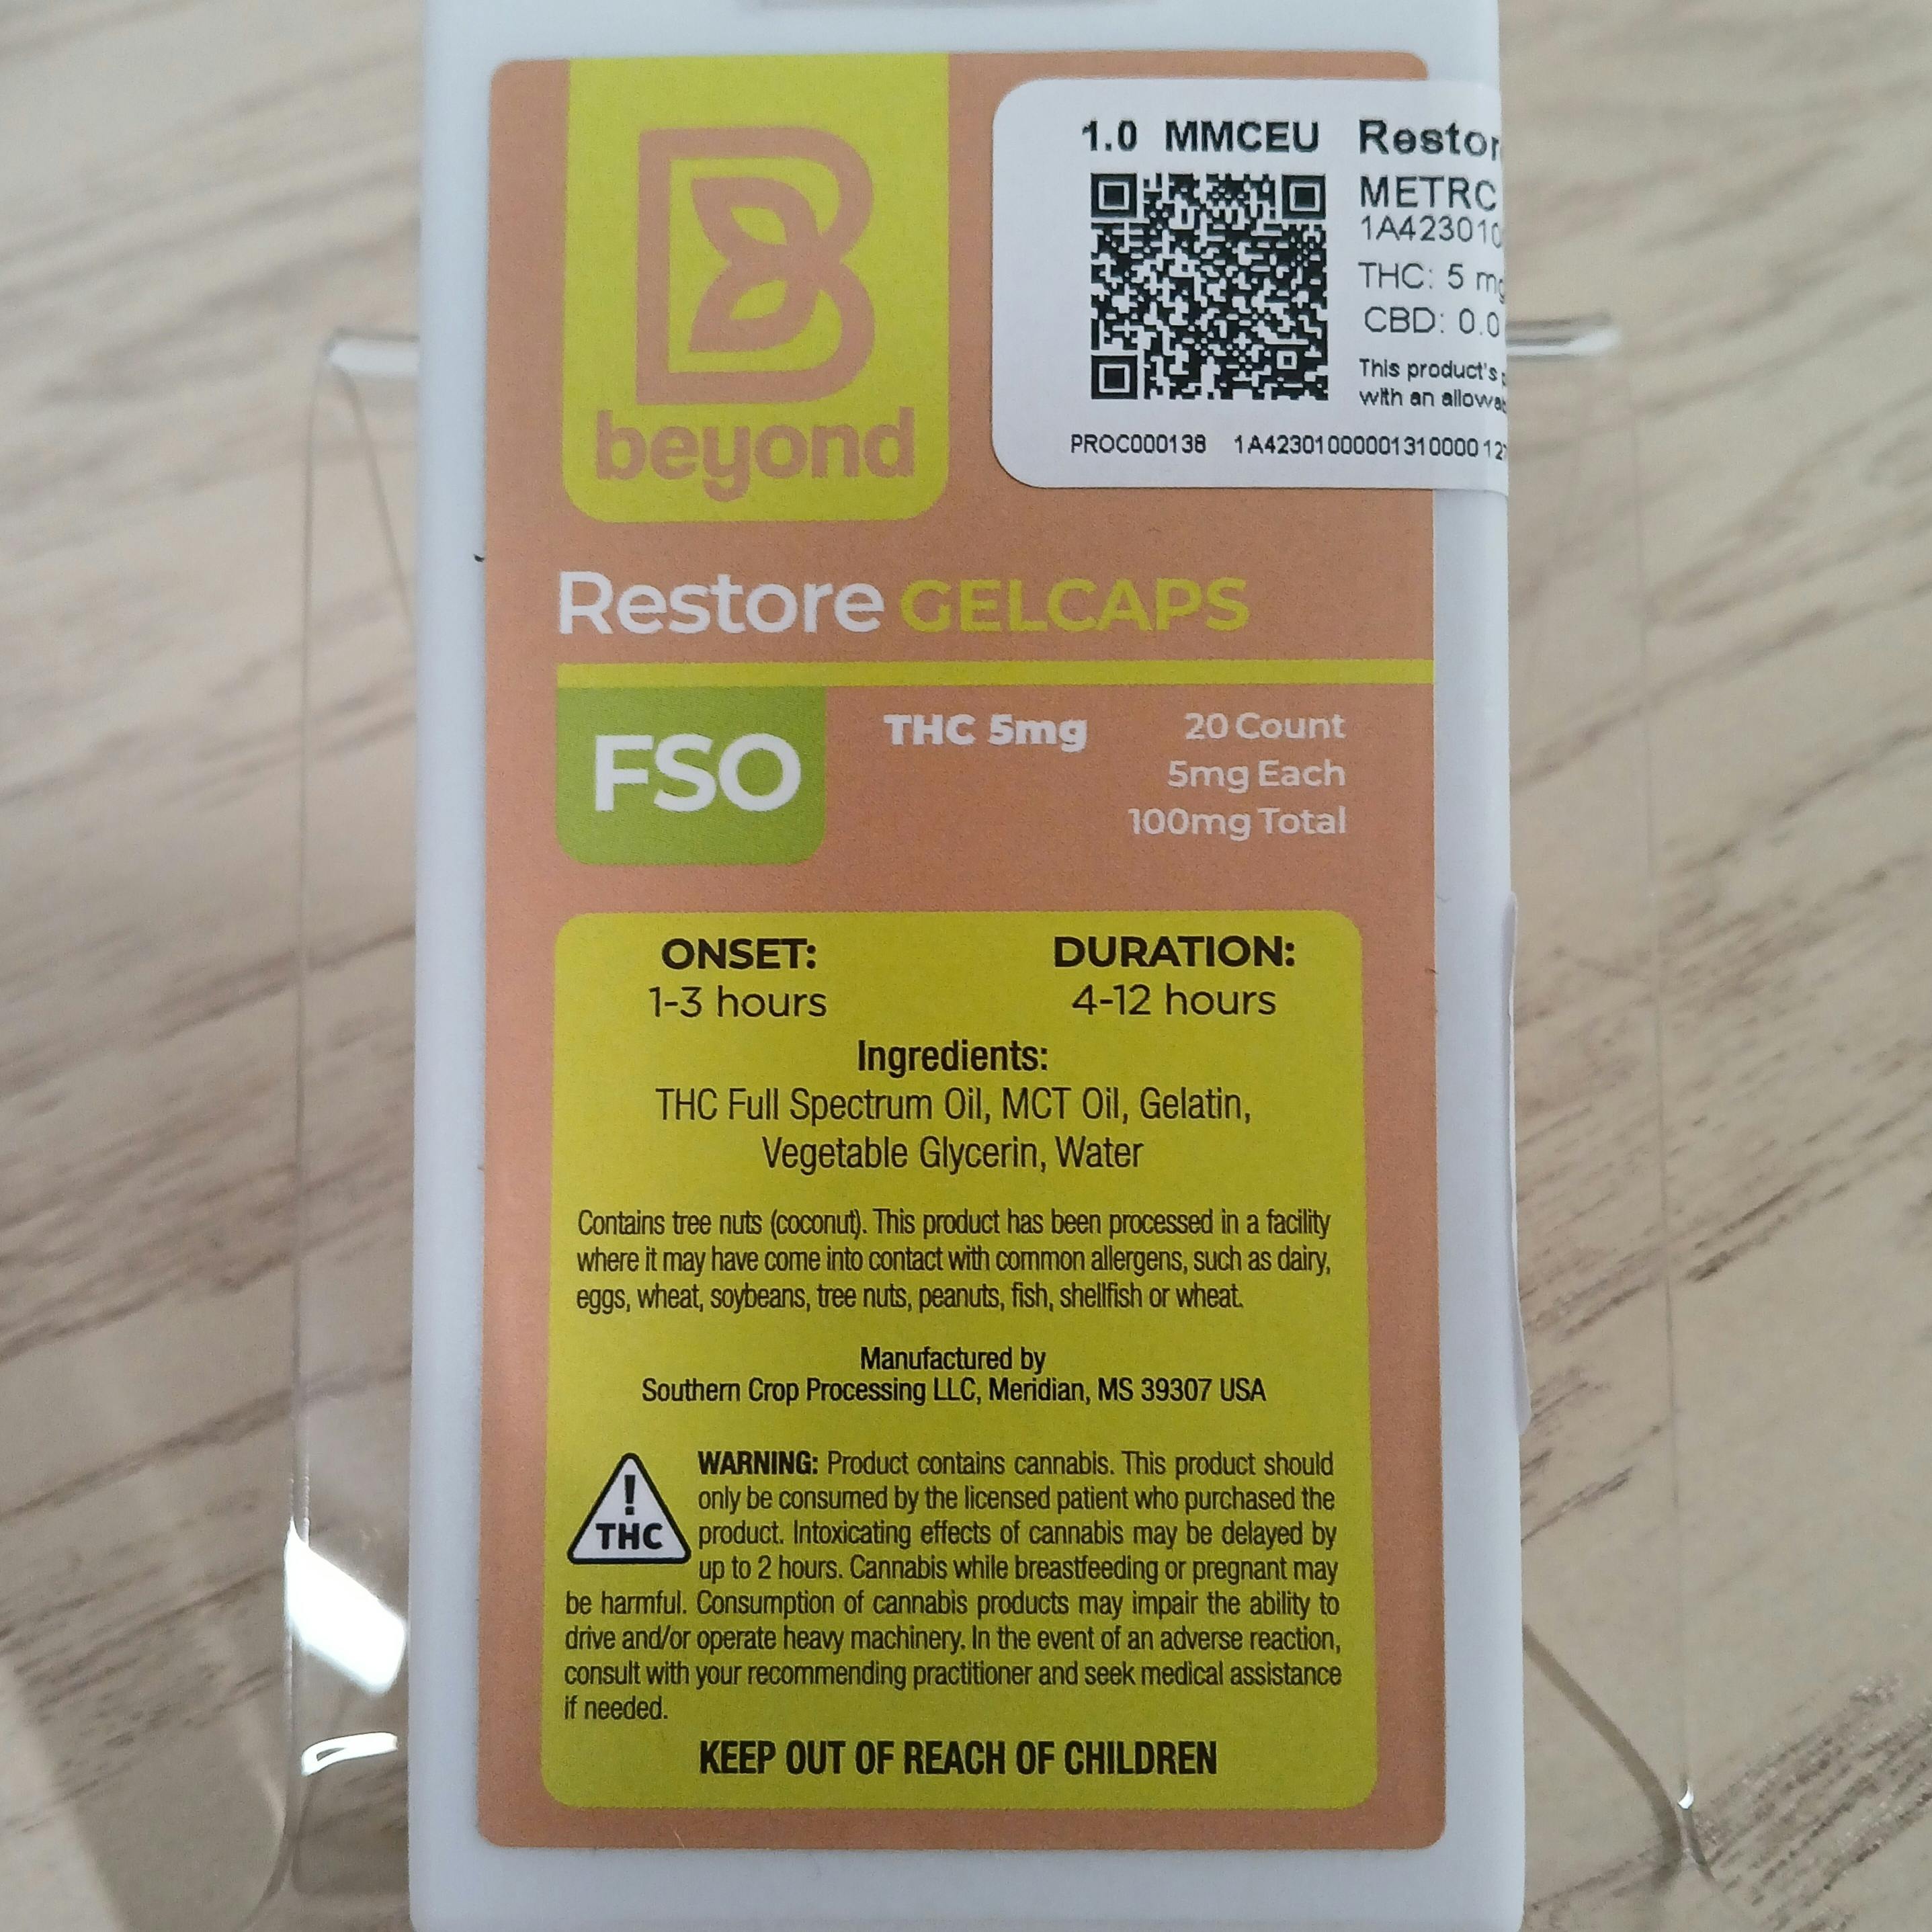 beyond
1.0 MMCEU
METRC
THC: 5
CBD: 0.0
This product's
with an
PROC000138
Restore GELCAPS
FSO
THC 5mg
20 Count
5mg Each
100mg Total
ONSET:
1-3 hours
DURATION:
4-12 hours
Ingredients:
THC Full Spectrum Oil, MCT Oil, Gelatin,
Vegetable Glycerin, Water
Contains tree nuts (coconut). This product has been processed in a facility
where it may have come into contact with common allergens, such as dairy,
eggs, wheat, soybeans, tree nuts, peanuts, fish, shellfish or wheat.
Manufactured by
Southern Crop Processing LLC, Meridian, MS 39307 USA
! THC
WARNING: Product contains cannabis. This product should
only be consumed by the licensed patient who purchased the
product. Intoxicating effects of cannabis may be delayed by
up to 2 hours. Cannabis while breastfeeding or pregnant may
be harmful. Consumption of cannabis products may impair the ability to
drive and/or operate heavy machinery. In the event of an adverse reaction,
consult with your recommending practitioner and seek medical assistance
if needed.
KEEP OUT OF REACH OF CHILDREN